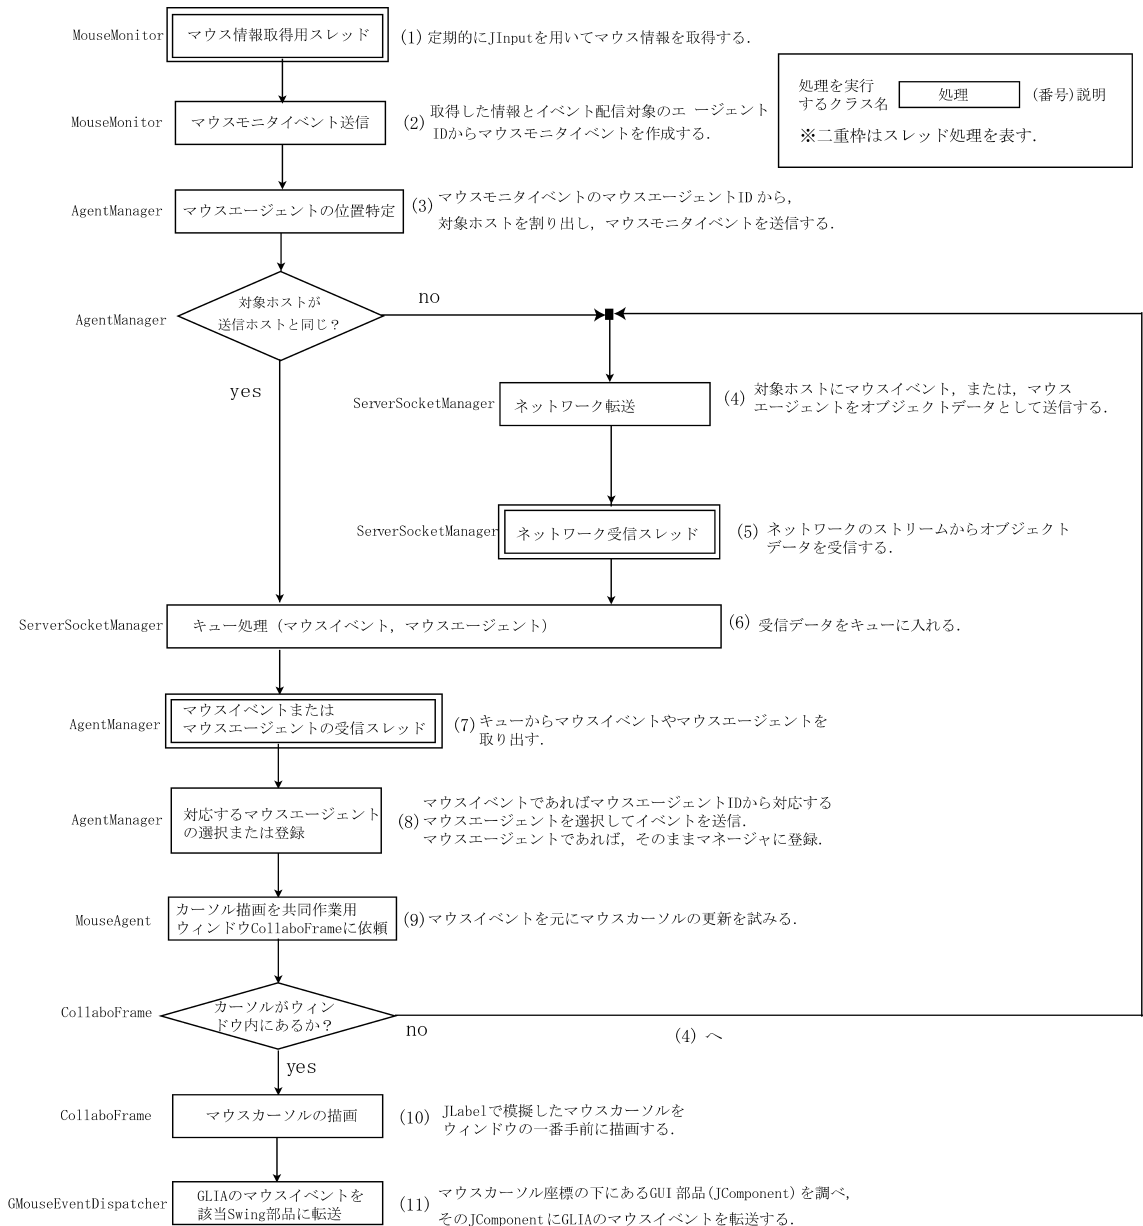 MouseMonitor
マウス情報取得用スレッド
(1) 定期的にJInputを用いてマウス情報を取得する.
処理を実行
するクラス名
処理
(番号)説明
※二重枠はスレッド処理を表す.
MouseMonitor
マウスモニタイベント送信
(2) 取得した情報とイベント配信対象のエージェント
IDからマウスモニタイベントを作成する.
AgentManager
マウスエージェントの位置特定
(3) マウスモニタイベントのマウスエージェントIDから,
対象ホストを割り出し, マウスモニタイベントを送信する.
AgentManager
対象ホストが
送信ホストと同じ？
no
yes
ServerSocketManager
ネットワーク転送
(4) 対象ホストにマウスイベント, または, マウス
エージェントをオブジェクトデータとして送信する.
ServerSocketManager
ネットワーク受信スレッド
(5) ネットワークのストリームからオブジェクト
データを受信する.
ServerSocketManager
キュー処理（マウスイベント, マウスエージェント）
(6) 受信データをキューに入れる.
AgentManager
マウスイベントまたは
マウスエージェントの受信スレッド
(7) キューからマウスイベントやマウスエージェントを
取り出す.
AgentManager
対応するマウスエージェント
の選択または登録
マウスイベントであればマウスエージェントIDから対応する
(8) マウスエージェントを選択してイベントを送信.
マウスエージェントであれば, そのままマネージャに登録.
MouseAgent
カーソル描画を共同作業用
ウィンドウCollaboFrameに依頼
(9) マウスイベントを元にマウスカーソルの更新を試みる.
CollaboFrame
カーソルがウィン
ドウ内にあるか？
no
(4) へ
yes
CollaboFrame
マウスカーソルの描画
(10) JLabelで模擬したマウスカーソルを
ウィンドウの一番手前に描画する.
GMouseEventDispatcher
GLIAのマウスイベントを
該当Swing部品に転送
(11) マウスカーソル座標の下にあるGUI部品(JComponent)を調べ,
そのJComponentにGLIAのマウスイベントを転送する.